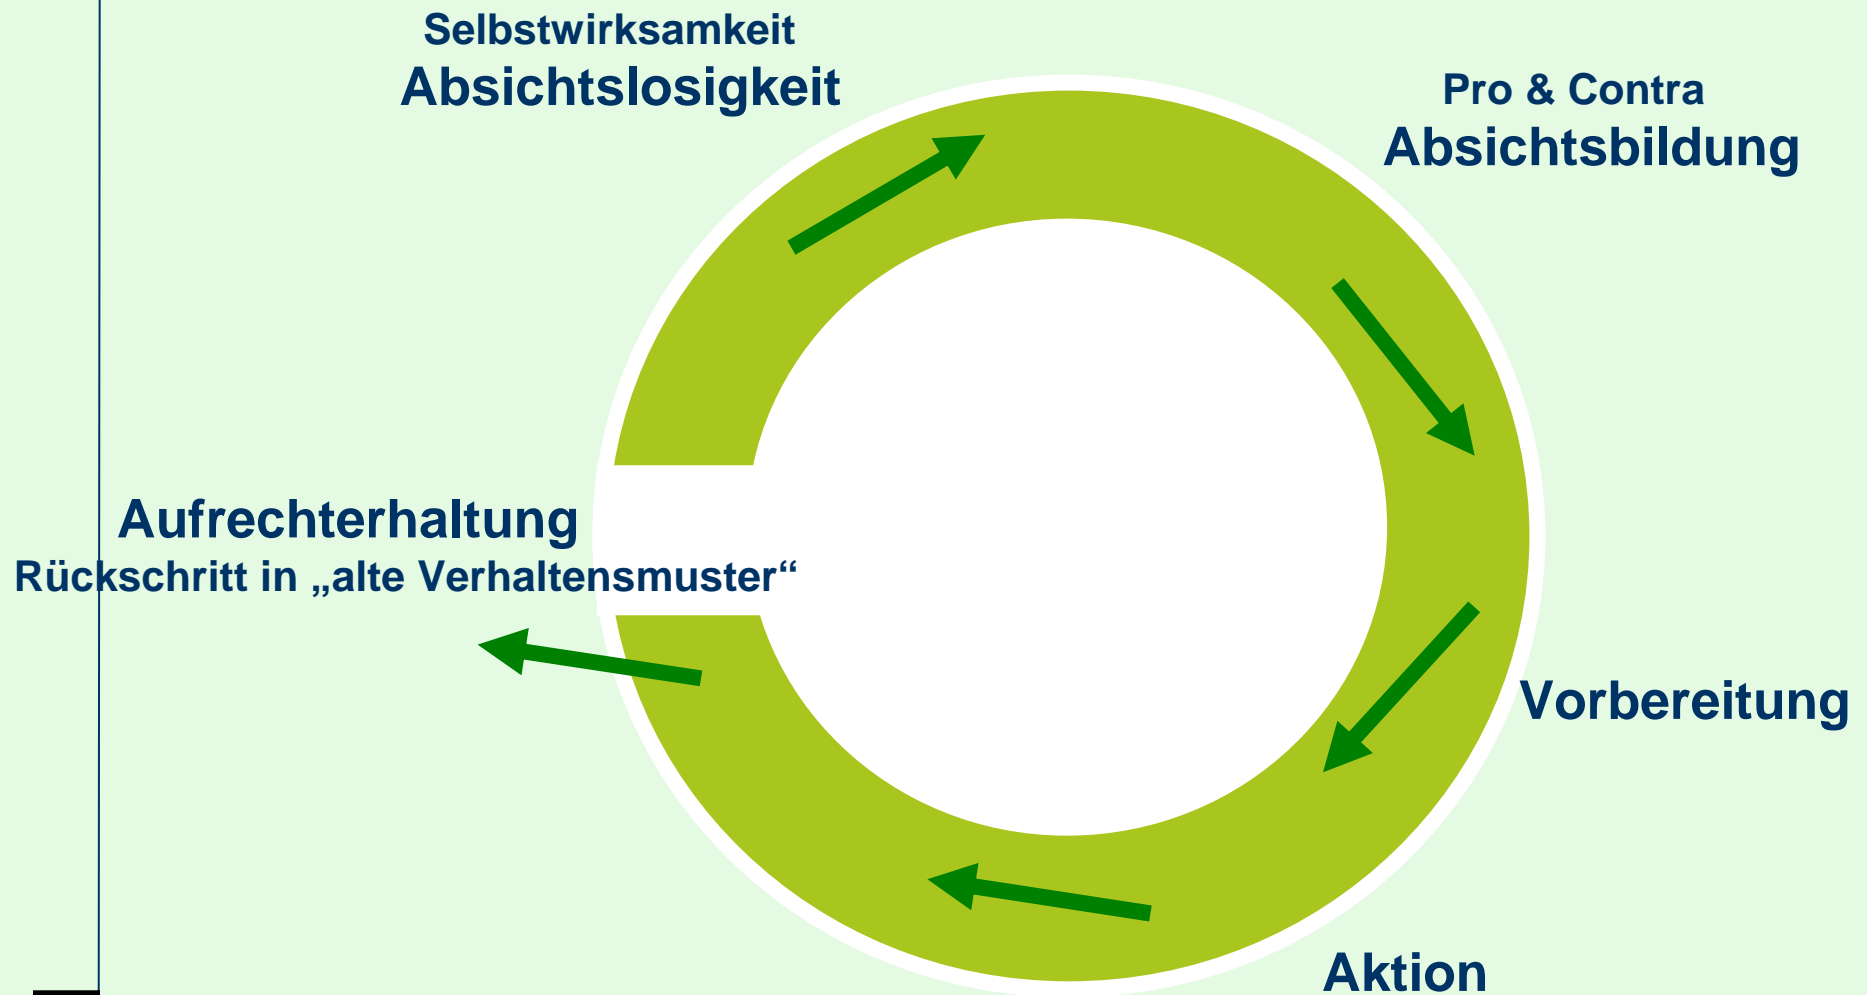 Selbstwirksamkeit
Absichtslosigkeit
Pro & Contra
Absichtsbildung
Aufrechterhaltung
Rückschritt in „alte Verhaltensmuster“
Vorbereitung
Aktion